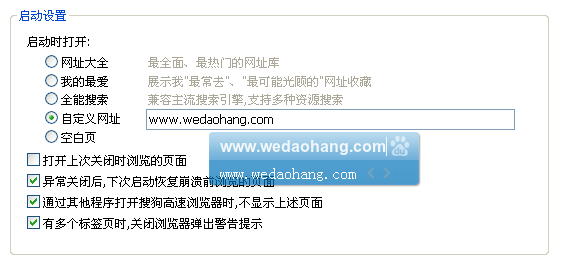 启动设置
启动时打开:
网址大全 最全面、最热门的网址库
我的最爱 展示我"最常去"、"最可能光顾的"网址收藏
全能搜索 兼容主流搜索引擎,支持多种资源搜索
自定义网址 www.wedaohang.com
空白页
www.wedaohang.com du
打开上次关闭时浏览的页面
www.wedaohang.com
异常关闭后,下次启动恢复崩溃前浏览的页面
通过其他程序打开搜狗高速浏览器时,不显示上述页面
有多个标签页时,关闭浏览器弹出警告提示